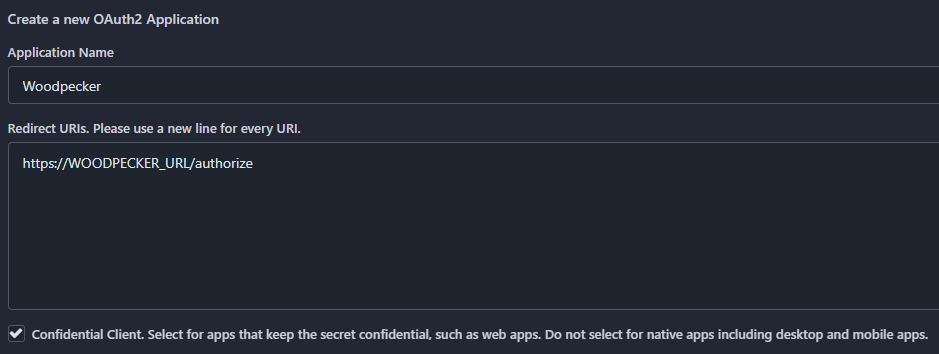 Create a new OAuth2 Application
Application Name
Woodpecker
Redirect URIs. Please use a new line for every URI.
https://WOODPECKER_URL/authorize
Confidential Client. Select for apps that keep the secret confidential, such as web apps. Do not select for native apps including desktop and mobile apps.